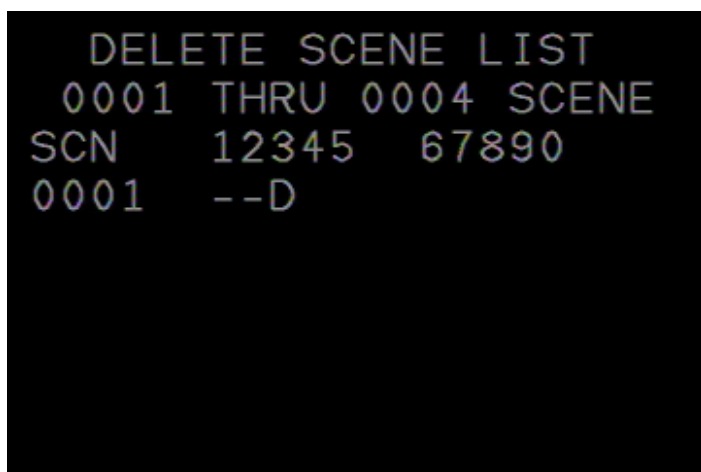 DELETE SCENE LIST
0001 THRU 0004 SCENE
SCN 12345 67890
0001 --D